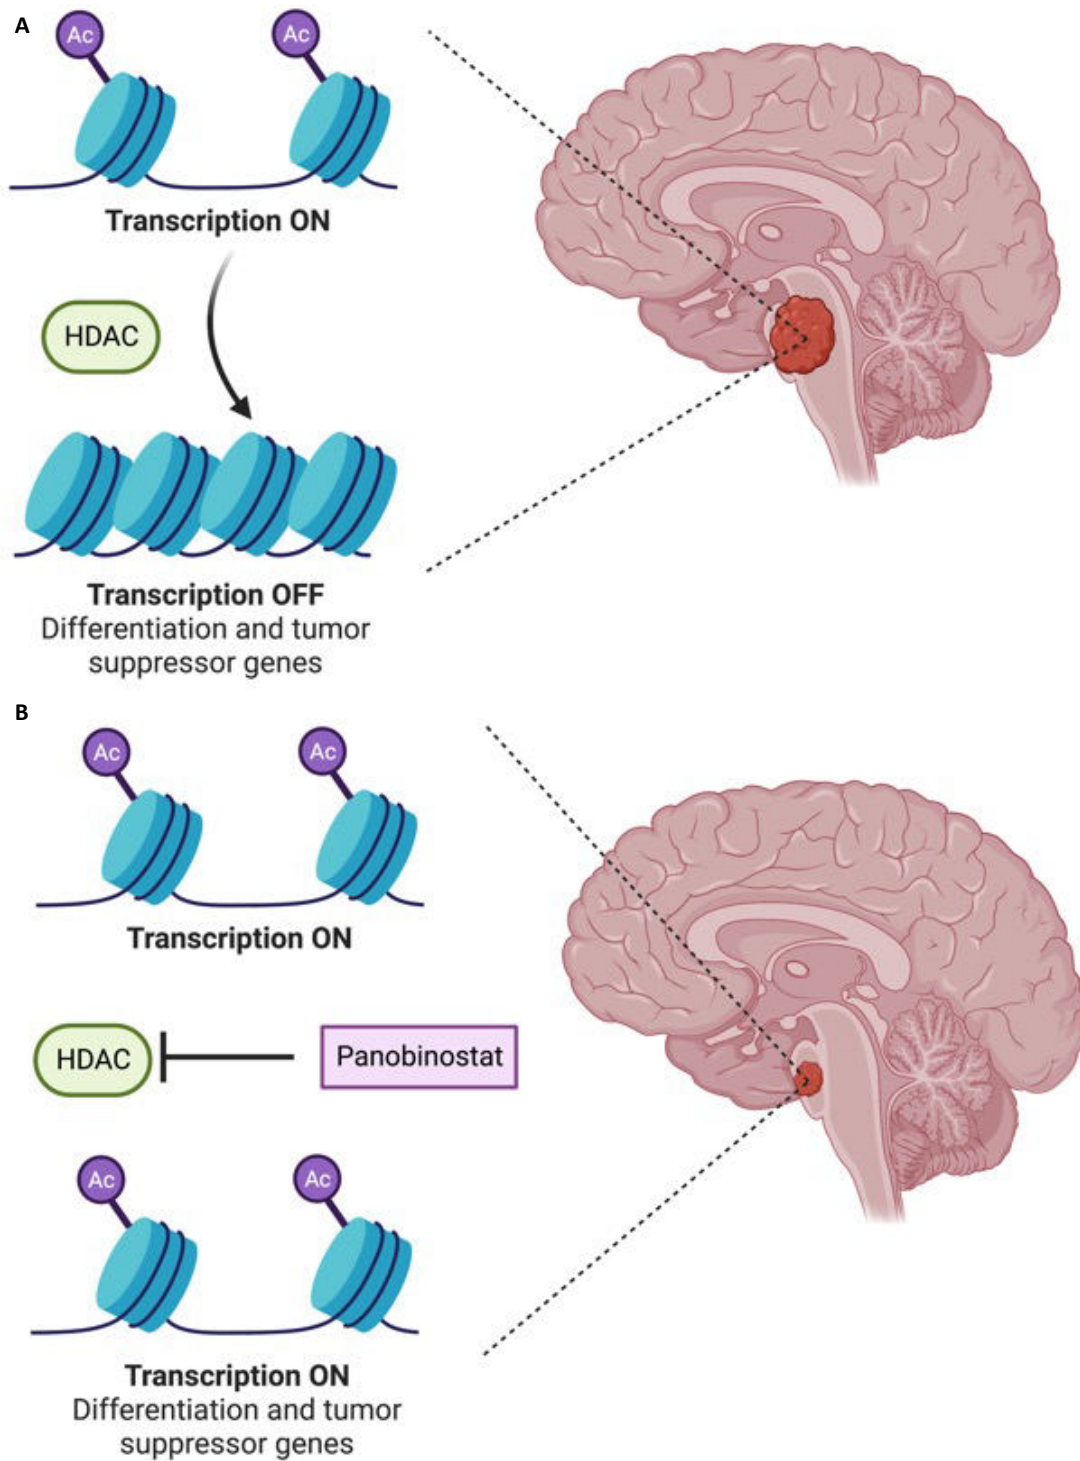 A
Ac
Ac
Transcription ON
HDAC
Transcription OFF
Differentiation and tumor
suppressor genes
B
Ac
Ac
Transcription ON
HDAC
Panobinostat
Ac
Ac
Transcription ON
Differentiation and tumor
suppressor genes